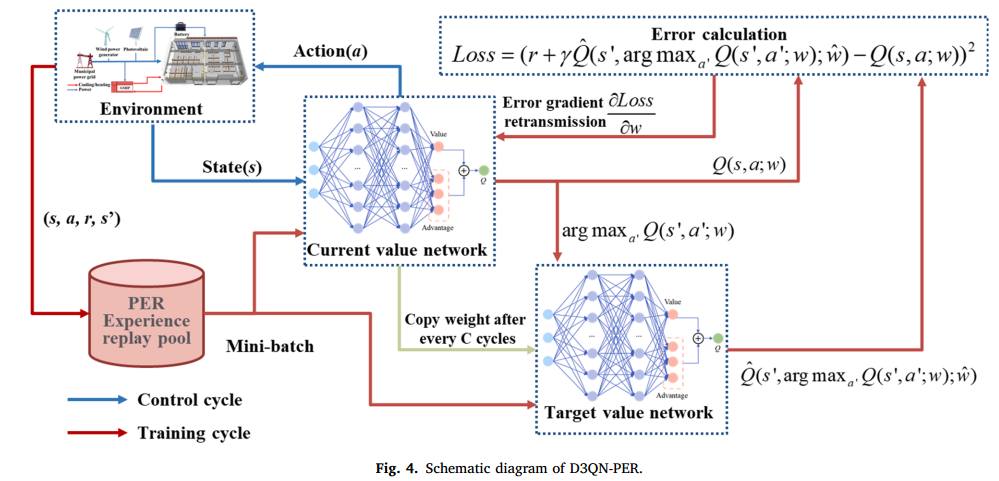 Wind power
generator
Photovoltaic
Battery
Municipal
power grid
GSHP
Power
Environment
Action(a)
State(s)
(s, a, r, s’)
Error calculation
Loss = (r + γQ̂(s', arg max_a' Q(s', a'; w); ŵ) − Q(s, a; w))²
Error gradient ∂Loss
retransmission ∂w
Value
...
...
Q
Advantage
Current value network
Q(s, a; w)
arg max_a' Q(s', a'; w)
PER
Experience
replay pool
Mini-batch
Copy weight after
every C cycles
Value
...
...
Q
Advantage
Target value network
Q̂(s', arg max_a' Q(s', a'; w); ŵ)
Control cycle
Training cycle
Fig. 4. Schematic diagram of D3QN-PER.